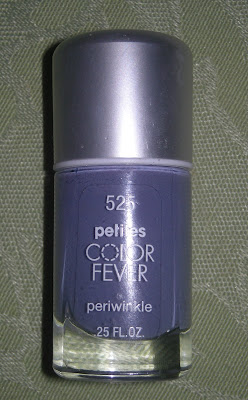 525
petites
COLOR
FEVER
periwinkle
.25 FL.OZ.